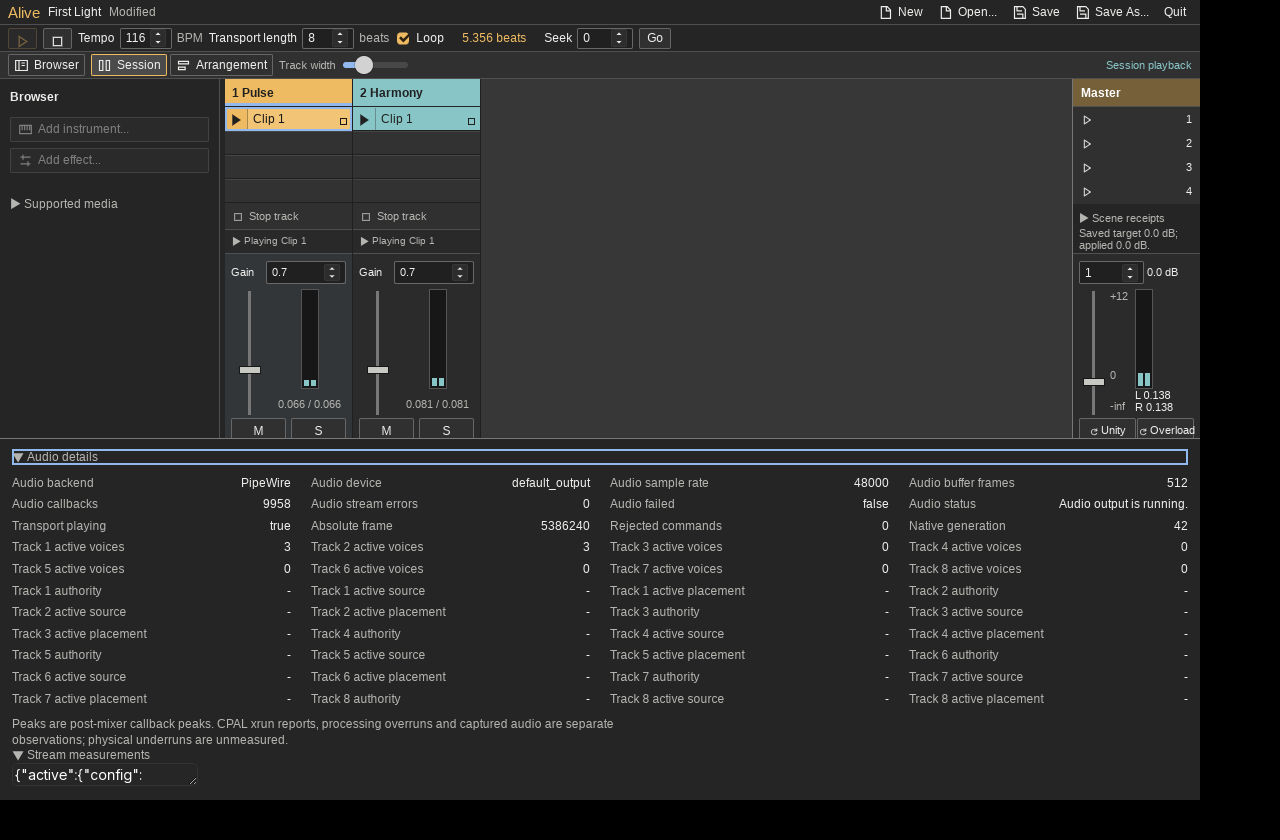 Alive First Light Modified New Open... Save Save As... Quit
Tempo 116 BPM Transport length 8 beats Loop 5.356 beats Seek 0 Go
Browser Session Arrangement Track width Session playback
Browser
Add instrument...
Add effect...
Supported media
1 Pulse 2 Harmony
Clip 1 Clip 1
Stop track Stop track
Playing Clip 1 Playing Clip 1
Gain 0.7 Gain 0.7
0.066 / 0.066 0.081 / 0.081
M S M S
Master
1
2
3
4
Scene receipts
Saved target 0.0 dB;
applied 0.0 dB.
1 0.0 dB
+12
0
-inf
L 0.138
R 0.138
Unity Overload
Audio details
Audio backend PipeWire Audio device default_output Audio sample rate 48000 Audio buffer frames 512
Audio callbacks 9958 Audio stream errors 0 Audio failed false Audio status Audio output is running.
Transport playing true Absolute frame 5386240 Rejected commands 0 Native generation 42
Track 1 active voices 3 Track 2 active voices 3 Track 3 active voices 0 Track 4 active voices 0
Track 5 active voices 0 Track 6 active voices 0 Track 7 active voices 0 Track 8 active voices 0
Track 1 authority - Track 1 active source - Track 1 active placement - Track 2 authority -
Track 2 active source - Track 2 active placement - Track 3 authority - Track 3 active source -
Track 3 active placement - Track 4 authority - Track 4 active source - Track 4 active placement -
Track 5 authority - Track 5 active source - Track 5 active placement - Track 6 authority -
Track 6 active source - Track 6 active placement - Track 7 authority - Track 7 active source -
Track 7 active placement - Track 8 authority - Track 8 active source - Track 8 active placement -
Peaks are post-mixer callback peaks. CPAL xrun reports, processing overruns and captured audio are separate
observations; physical underruns are unmeasured.
Stream measurements
{"active":{"config":